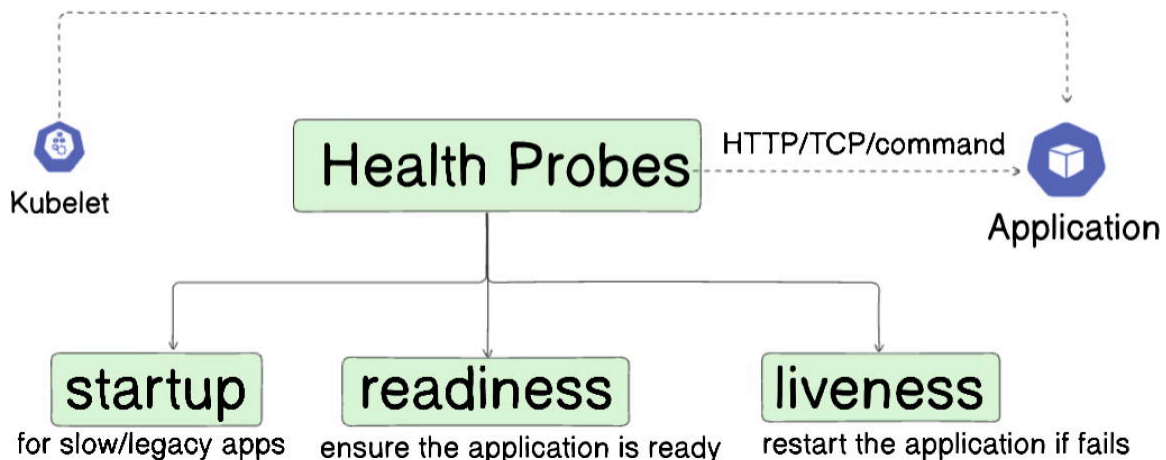 Kubelet
Health Probes
HTTP/TCP/command
Application
startup
for slow/legacy apps
readiness
ensure the application is ready
liveness
restart the application if fails